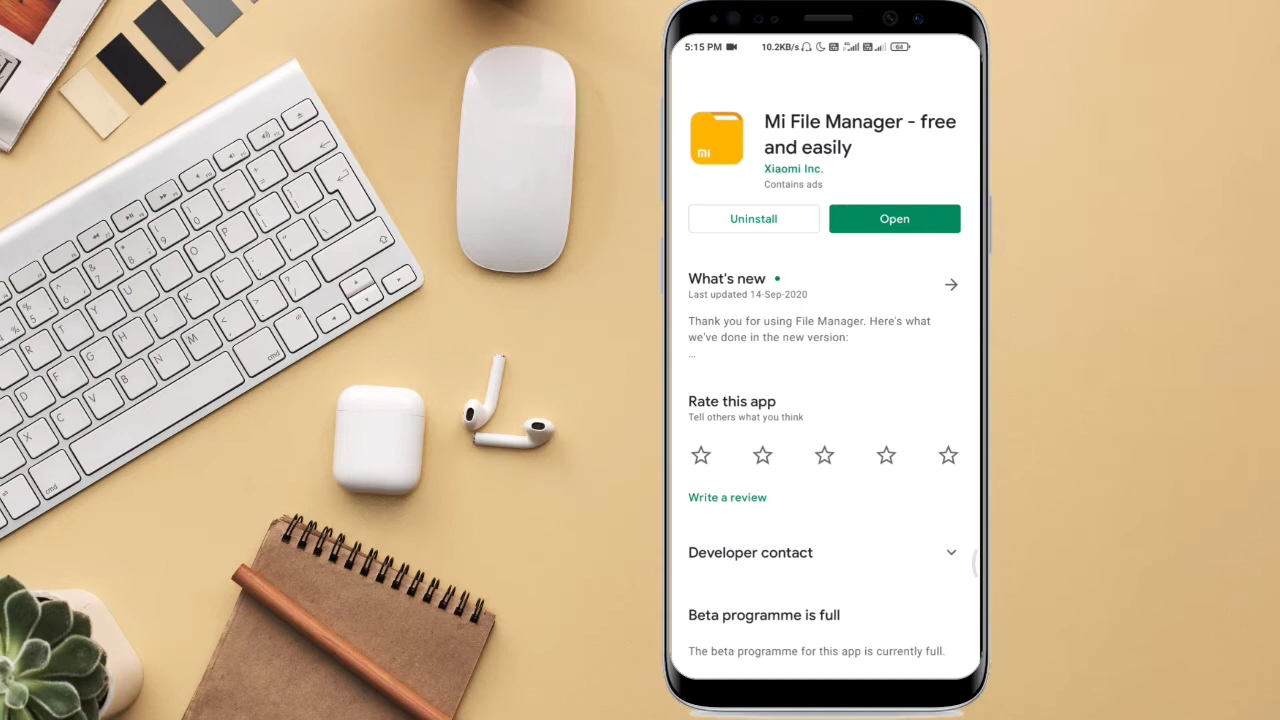 5:15 PM
10.2KB/s
64
Mi File Manager - free
and easily
mi
Xiaomi Inc.
Contains ads
Uninstall
Open
What's new
Last updated 14-Sep-2020
Thank you for using File Manager. Here's what
we've done in the new version:
...
Rate this app
Tell others what you think
Write a review
Developer contact
Beta programme is full
The beta programme for this app is currently full.